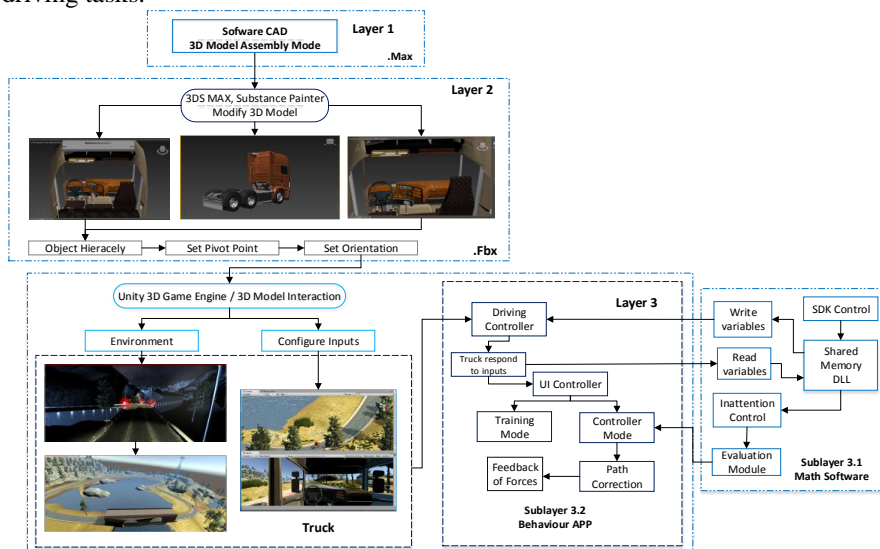 driving tasks.
Sofware CAD
3D Model Assembly Mode
Layer 1
.Max
Layer 2
3DS MAX, Substance Painter
Modify 3D Model
Object Hieracely
Set Pivot Point
Set Orientation
.Fbx
Unity 3D Game Engine / 3D Model Interaction
Environment
Configure Inputs
Truck
Layer 3
Driving
Controller
Truck respond
to inputs
UI Controller
Training
Mode
Controller
Mode
Feedback
of Forces
Path
Correction
Sublayer 3.2
Behaviour APP
Write
variables
SDK Control
Read
variables
Shared
Memory
DLL
Inattention
Control
Evaluation
Module
Sublayer 3.1
Math Software